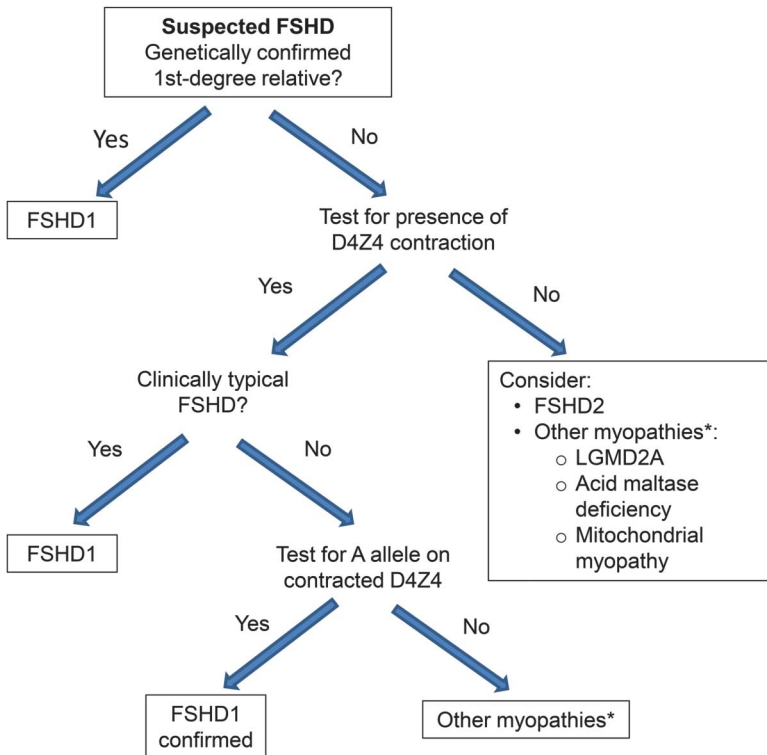 Suspected FSHD
Genetically confirmed
1st-degree relative?
Yes
No
FSHD1
Test for presence of
D4Z4 contraction
Yes
No
Clinically typical
FSHD?
Consider:
• FSHD2
• Other myopathies*:
o LGMD2A
o Acid maltase
deficiency
o Mitochondrial
myopathy
Yes
No
FSHD1
Test for A allele on
contracted D4Z4
Yes
No
FSHD1
confirmed
Other myopathies*